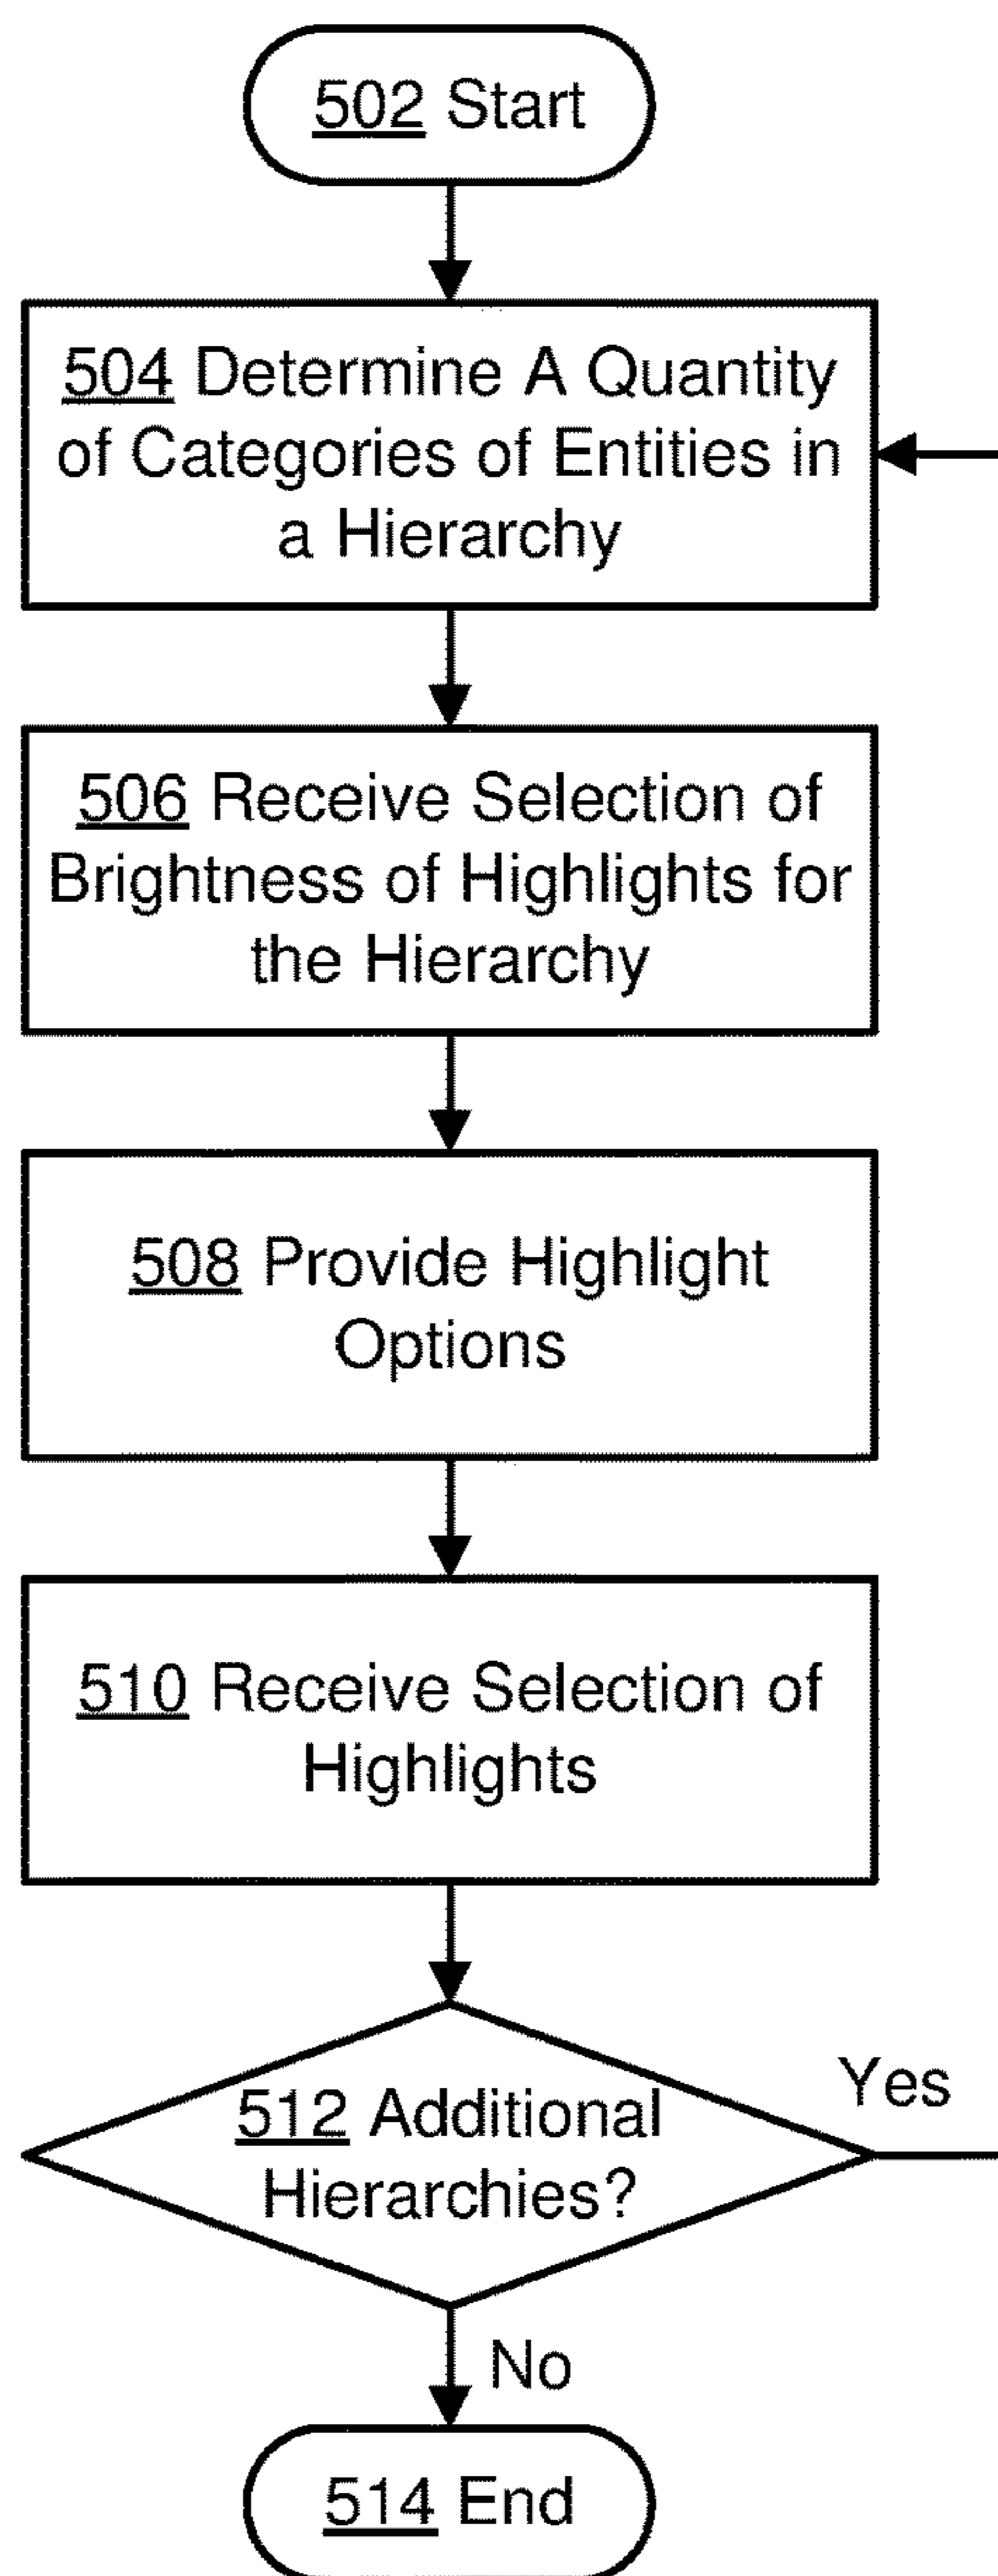 502 Start
504 Determine A Quantity
of Categories of Entities in
a Hierarchy
506 Receive Selection of
Brightness of Highlights for
the Hierarchy
508 Provide Highlight
Options
510 Receive Selection of
Highlights
512 Additional
Hierarchies?
Yes
No
514 End